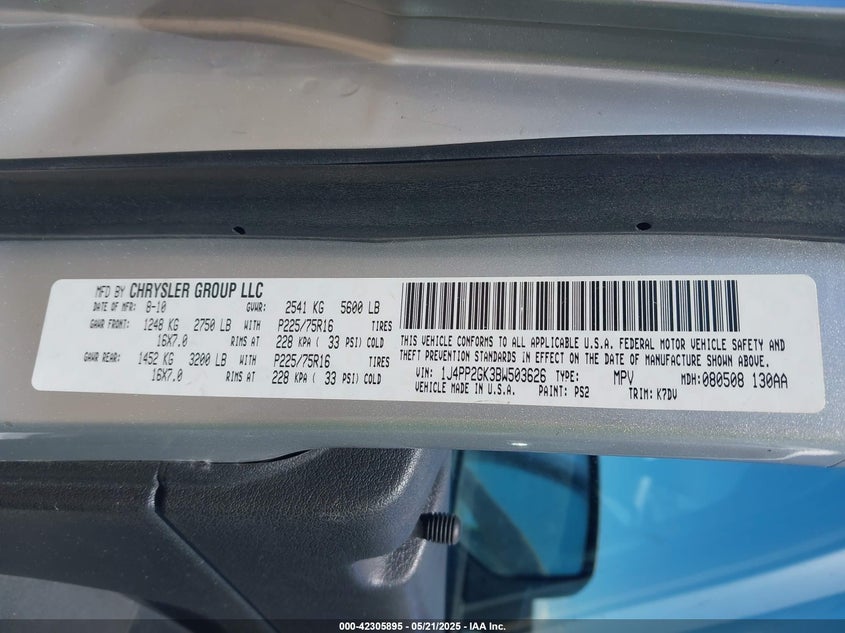 MFD BY CHRYSLER GROUP LLC
DATE OF MFR: 8-10 GVWR: 2541 KG 5600 LB
GAWR FRONT: 1248 KG 2750 LB WITH P225/75R16 TIRES
16X7.0 RIMS AT 228 KPA ( 33 PSI) COLD
GAWR REAR: 1452 KG 3200 LB WITH P225/75R16 TIRES
16X7.0 RIMS AT 228 KPA ( 33 PSI) COLD
THIS VEHICLE CONFORMS TO ALL APPLICABLE U.S.A. FEDERAL MOTOR VEHICLE SAFETY AND
THEFT PREVENTION STANDARDS IN EFFECT ON THE DATE OF MANUFACTURE SHOWN ABOVE.
VIN: 1J4PP2GK3BW503626 TYPE: MPV MDH: 080508 130AA
VEHICLE MADE IN U.S.A. PAINT: PS2 TRIM: K7DV
000-42305895 - 05/21/2025 - IAA Inc.